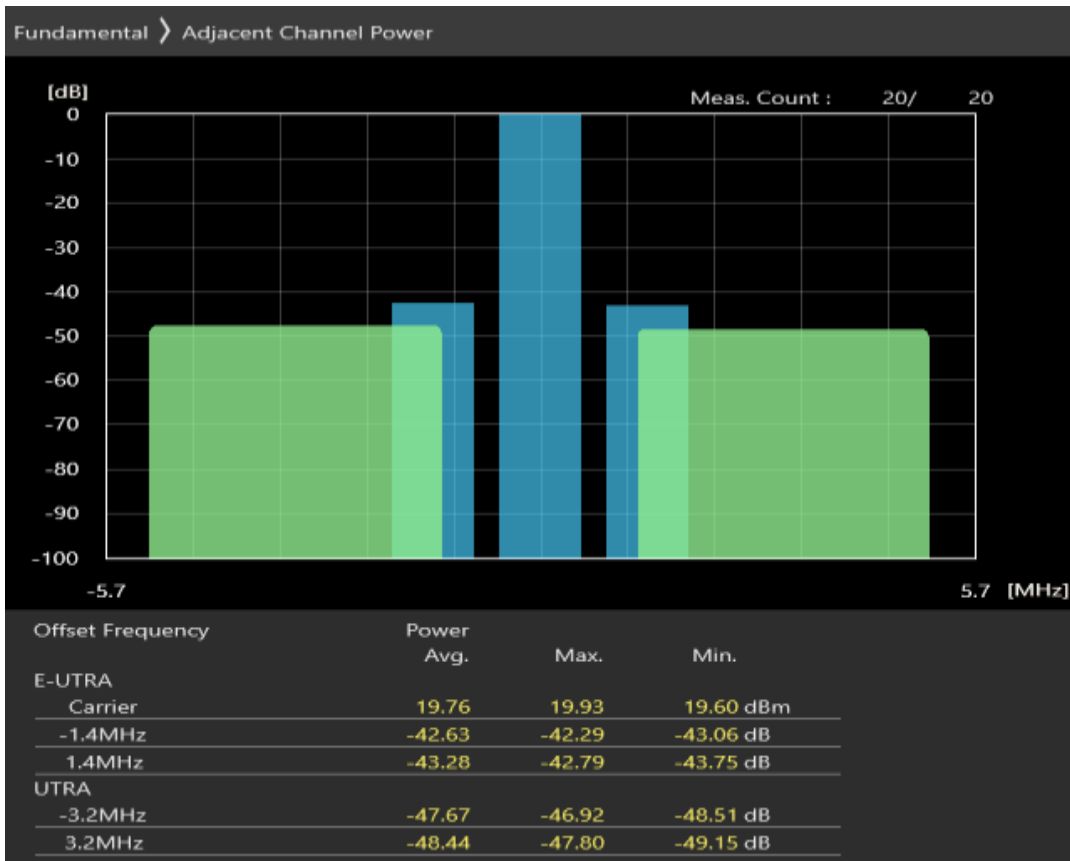 Fundamental 〉 Adjacent Channel Power
[dB]
Meas. Count : 20/ 20
0
-10
-20
-30
-40
-50
-60
-70
-80
-90
-100
-5.7 5.7 [MHz]
Offset Frequency Power
Avg. Max. Min.
E-UTRA
Carrier 19.76 19.93 19.60 dBm
-1.4MHz -42.63 -42.29 -43.06 dB
1.4MHz -43.28 -42.79 -43.75 dB
UTRA
-3.2MHz -47.67 -46.92 -48.51 dB
3.2MHz -48.44 -47.80 -49.15 dB